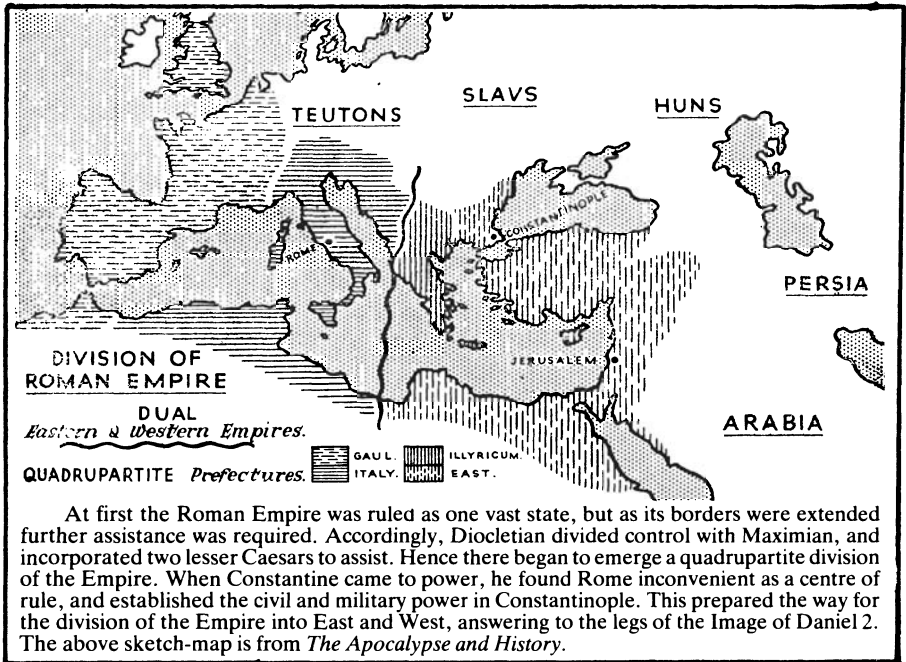 SLAVS
HUNS
TEUTONS
CONSTANTINOPLE
ROME
PERSIA
JERUSALEM
DIVISION OF
ROMAN EMPIRE
ARABIA
DUAL
Eastern & Western Empires.
QUADRUPARTITE Prefectures.
GAUL.
ITALY.
ILLYRICUM.
EAST.
At first the Roman Empire was ruled as one vast state, but as its borders were extended
further assistance was required. Accordingly, Diocletian divided control with Maximian, and
incorporated two lesser Caesars to assist. Hence there began to emerge a quadrupartite division
of the Empire. When Constantine came to power, he found Rome inconvenient as a centre of
rule, and established the civil and military power in Constantinople. This prepared the way for
the division of the Empire into East and West, answering to the legs of the Image of Daniel 2.
The above sketch-map is from The Apocalypse and History.